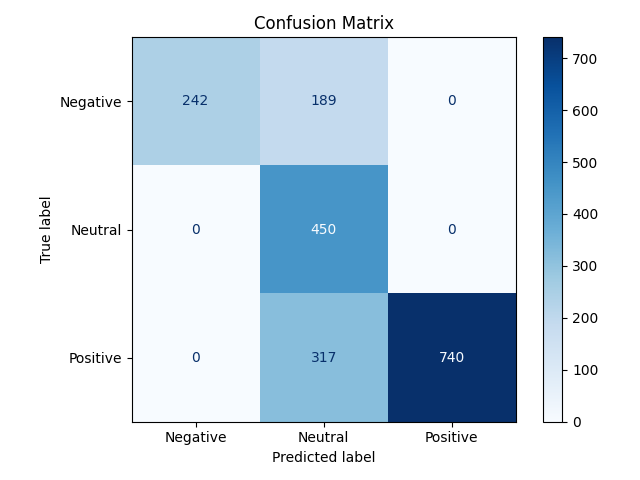 Confusion Matrix
Negative 242 189 0
Neutral 0 450 0
Positive 0 317 740
Negative Neutral Positive
Predicted label
True label
700
600
500
400
300
200
100
0